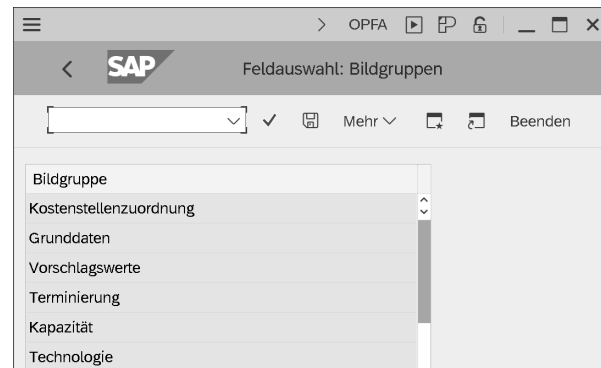 OPFA
SAP Feldauswahl: Bildgruppen
Mehr Beenden
Bildgruppe
Kostenstellenzuordnung
Grunddaten
Vorschlagswerte
Terminierung
Kapazität
Technologie